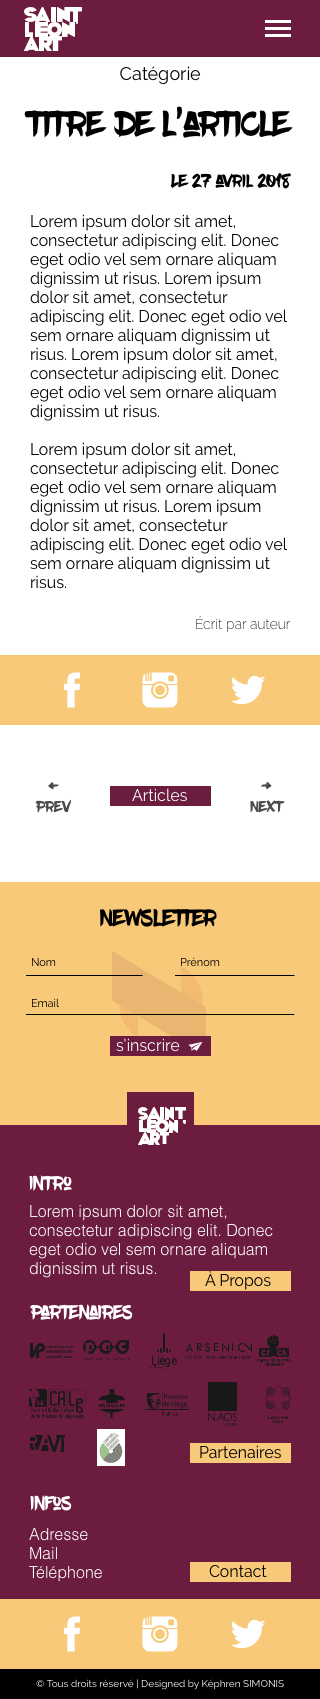 SAINT
LEON
ART
Catégorie
TITRE DE L'ARTICLE
LE 27 AVRIL 2018
Lorem ipsum dolor sit amet,
consectetur adipiscing elit. Donec
eget odio vel sem ornare aliquam
dignissim ut risus. Lorem ipsum
dolor sit amet, consectetur
adipiscing elit. Donec eget odio vel
sem ornare aliquam dignissim ut
risus. Lorem ipsum dolor sit amet,
consectetur adipiscing elit. Donec
eget odio vel sem ornare aliquam
dignissim ut risus.
Lorem ipsum dolor sit amet,
consectetur adipiscing elit. Donec
eget odio vel sem ornare aliquam
dignissim ut risus. Lorem ipsum
dolor sit amet, consectetur
adipiscing elit. Donec eget odio vel
sem ornare aliquam dignissim ut
risus.
Écrit par auteur
PREV Articles NEXT
NEWSLETTER
Nom Prénom
Email
s'inscrire
SAINT
LEON
ART
INTRO
Lorem ipsum dolor sit amet,
consectetur adipiscing elit. Donec
eget odio vel sem ornare aliquam
dignissim ut risus.
À Propos
PARTENAIRES
Liège ARSENIC
CALLg Province de Liège NAOS
RAVI
Partenaires
INFOS
Adresse
Mail
Téléphone
Contact
© Tous droits réservé | Designed by Képhren SIMONIS